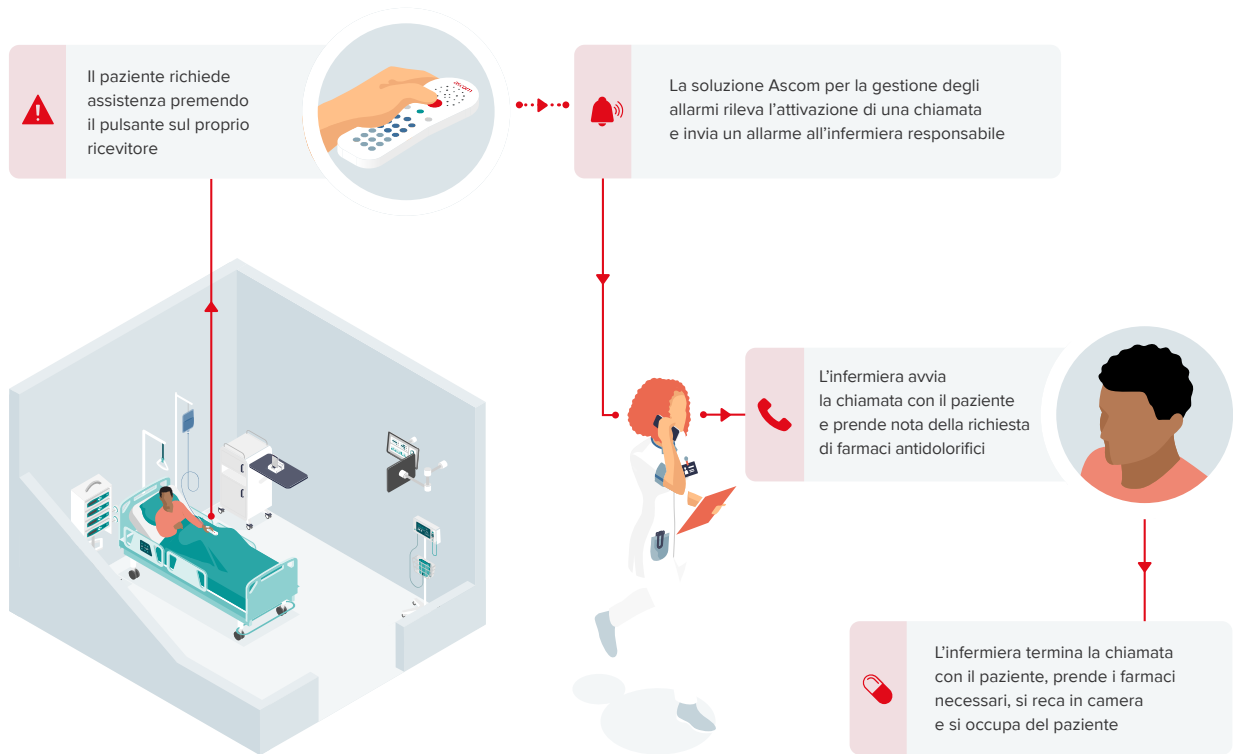 Il paziente richiede
assistenza premendo
il pulsante sul proprio
ricevitore
ascom
La soluzione Ascom per la gestione degli
allarmi rileva l'attivazione di una chiamata
e invia un allarme all'infermiera responsabile
L'infermiera avvia
la chiamata con il paziente
e prende nota della richiesta
di farmaci antidolorifici
L'infermiera termina la chiamata
con il paziente, prende i farmaci
necessari, si reca in camera
e si occupa del paziente